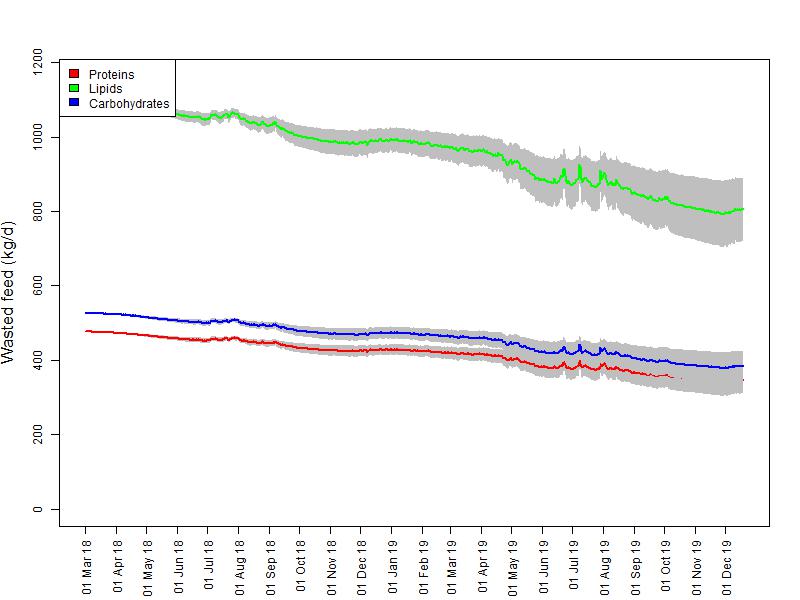 Proteins
Lipids
Carbohydrates
Wasted feed (kg/d)
1200
1000
800
600
400
200
0
01 Mar 18
01 Apr 18
01 May 18
01 Jun 18
01 Jul 18
01 Aug 18
01 Sep 18
01 Oct 18
01 Nov 18
01 Dec 18
01 Jan 19
01 Feb 19
01 Mar 19
01 Apr 19
01 May 19
01 Jun 19
01 Jul 19
01 Aug 19
01 Sep 19
01 Oct 19
01 Nov 19
01 Dec 19